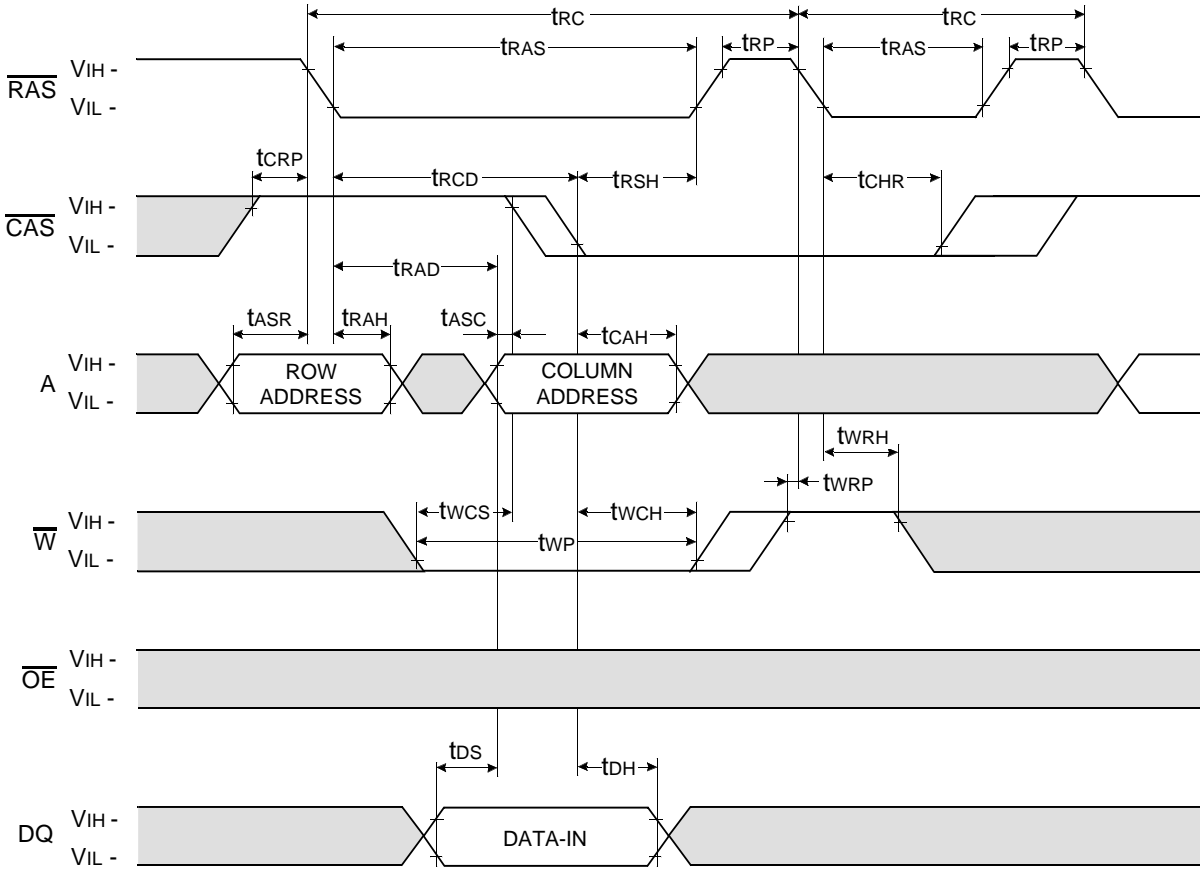 tRC tRC
tRAS tRP tRAS tRP
RAS VIH -
VIL -
tCRP tRCD tRSH tCHR
CAS VIH -
VIL -
tRAD
tASR tRAH tASC tCAH
A VIH -
VIL -
ROW
ADDRESS
COLUMN
ADDRESS
tWRH
tWRP
tWCS tWCH
tWP
W VIH -
VIL -
OE VIH -
VIL -
tDS tDH
DQ VIH -
VIL -
DATA-IN